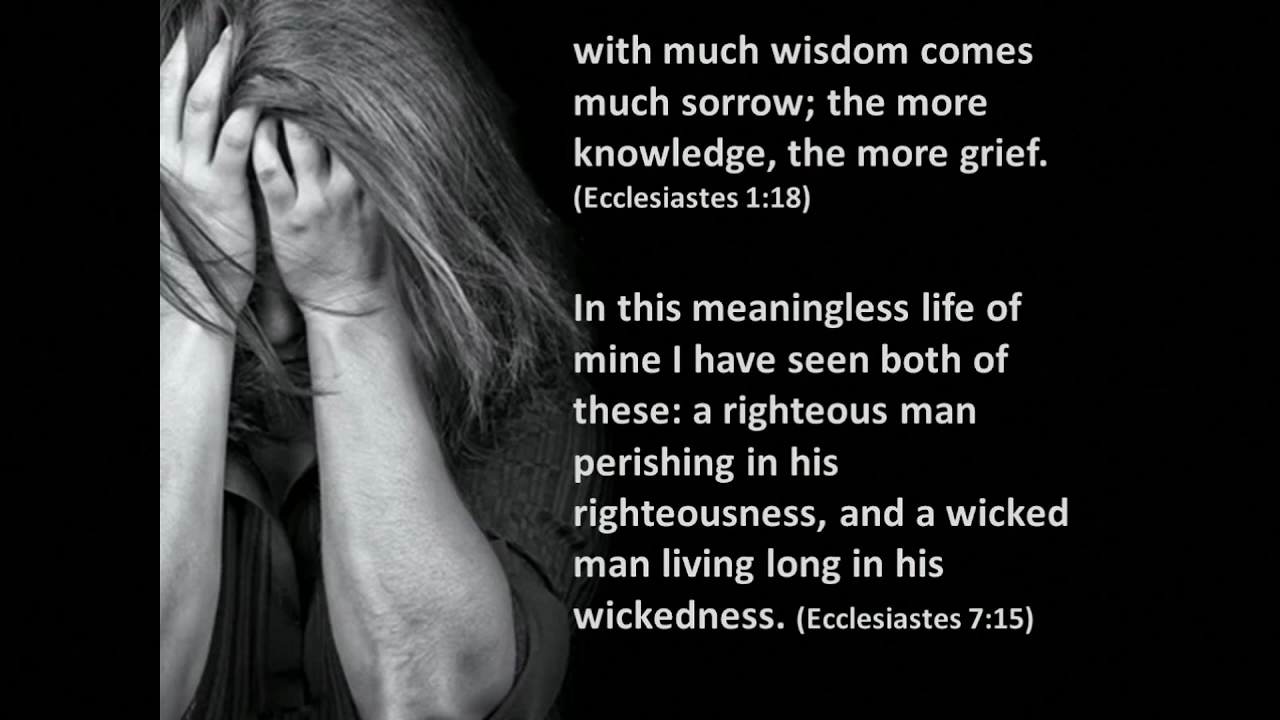 with much wisdom comes
much sorrow; the more
knowledge, the more grief.
(Ecclesiastes 1:18)
In this meaningless life of
mine I have seen both of
these: a righteous man
perishing in his
righteousness, and a wicked
man living long in his
wickedness. (Ecclesiastes 7:15)